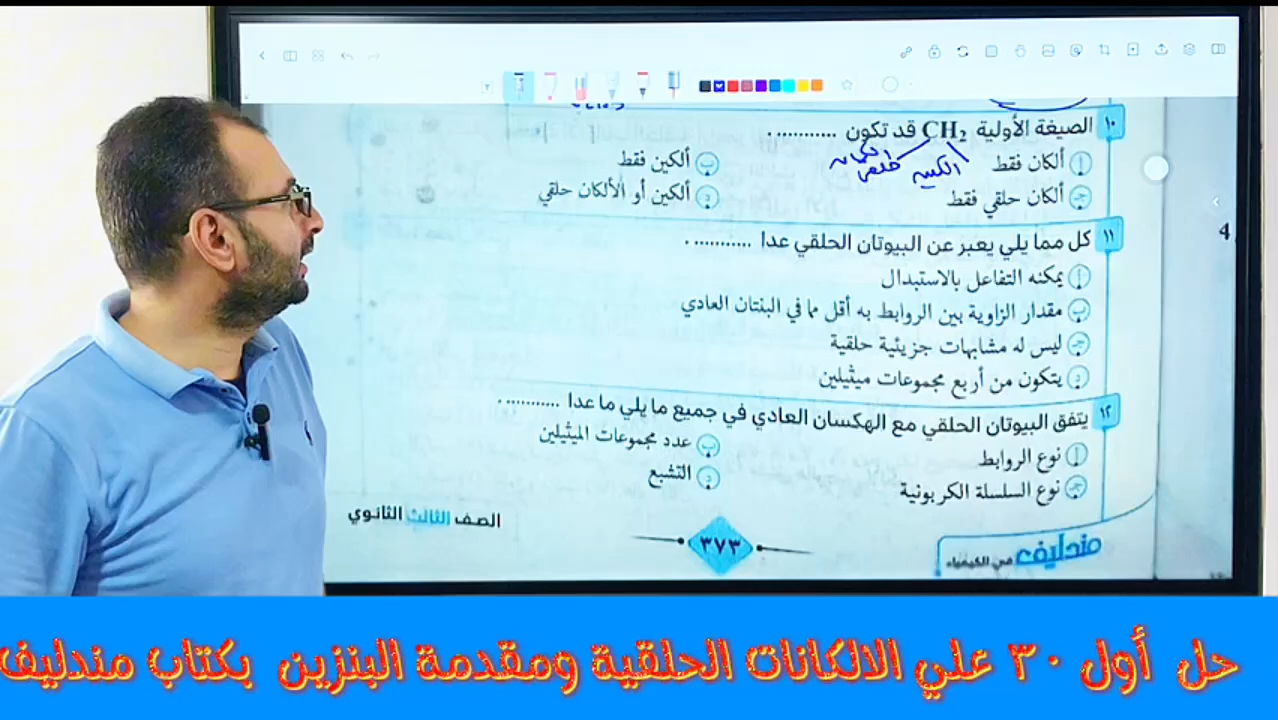 ١٠ الصيغة الأولية CH₂ قد تكون ...........
أ ألكان فقط
ب ألكين فقط
ج ألكان حلقي فقط
د ألكين أو الألكان حلقي
١١ كل مما يلي يعبر عن البيوتان الحلقي عدا ...........
أ يمكنه التفاعل بالاستبدال
ب مقدار الزاوية بين الروابط به أقل مما في البنتان العادي
ج ليس له مشابهات جزيئية حلقية
د يتكون من أربع مجموعات ميثيلين
4
١٢ يتفق البيوتان الحلقي مع الهكسان العادي في جميع ما يلي ما عدا ...........
أ نوع الروابط
ب عدد مجموعات الميثيلين
ج نوع السلسلة الكربونية
د التشبع
مندليف في الكيمياء
٣٧٣
الصف الثالث الثانوي
حل أول ٣٠ علي الالكانات الحلقية ومقدمة البنزين بكتاب مندليف